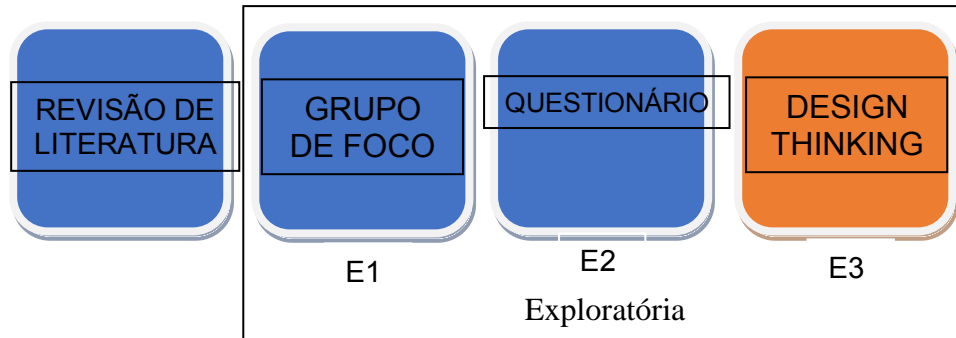 REVISÃO DE
LITERATURA
GRUPO
DE FOCO
QUESTIONÁRIO
DESIGN
THINKING
E1
E2
E3
Exploratória